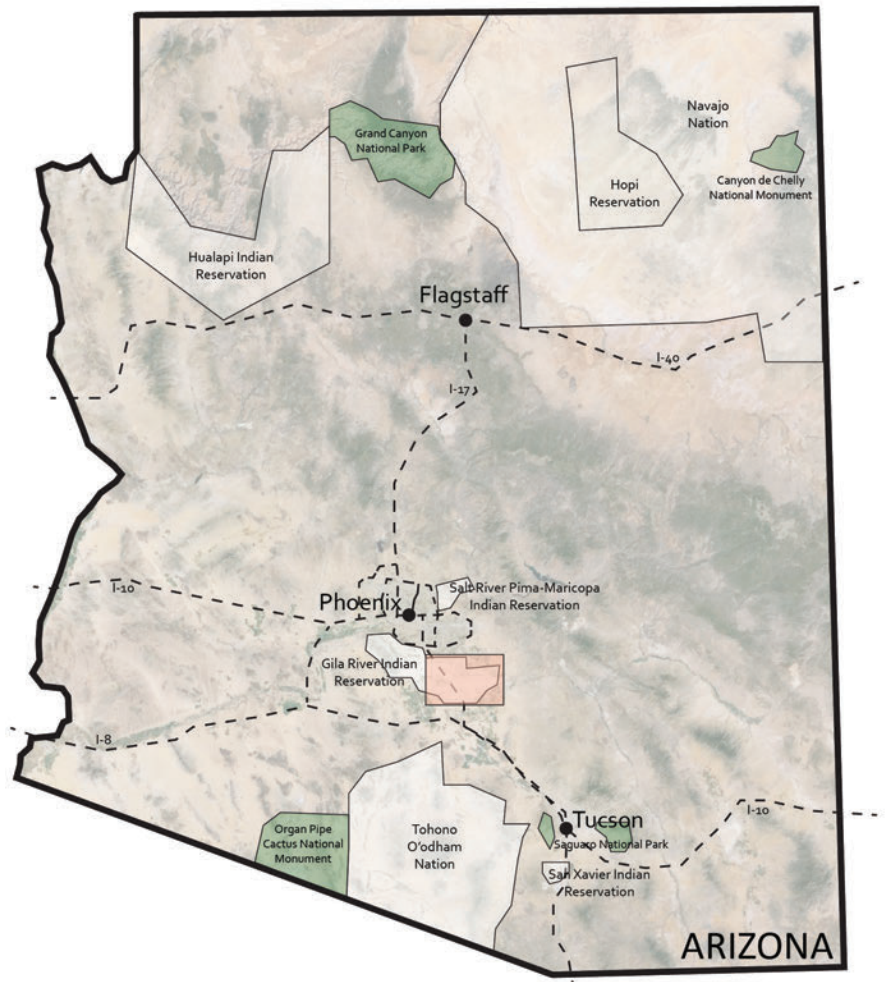 Grand Canyon
National Park
Navajo
Nation
Canyon de Chelly
National Monument
Hopi
Reservation
Hualapi Indian
Reservation
Flagstaff
I-40
I-17
I-10
Phoenix
Salt River Pima-Maricopa
Indian Reservation
Gila River Indian
Reservation
I-8
Organ Pipe
Cactus National
Monument
Tohono
O'odham
Nation
Tucson
I-10
Saguaro National Park
San Xavier Indian
Reservation
ARIZONA